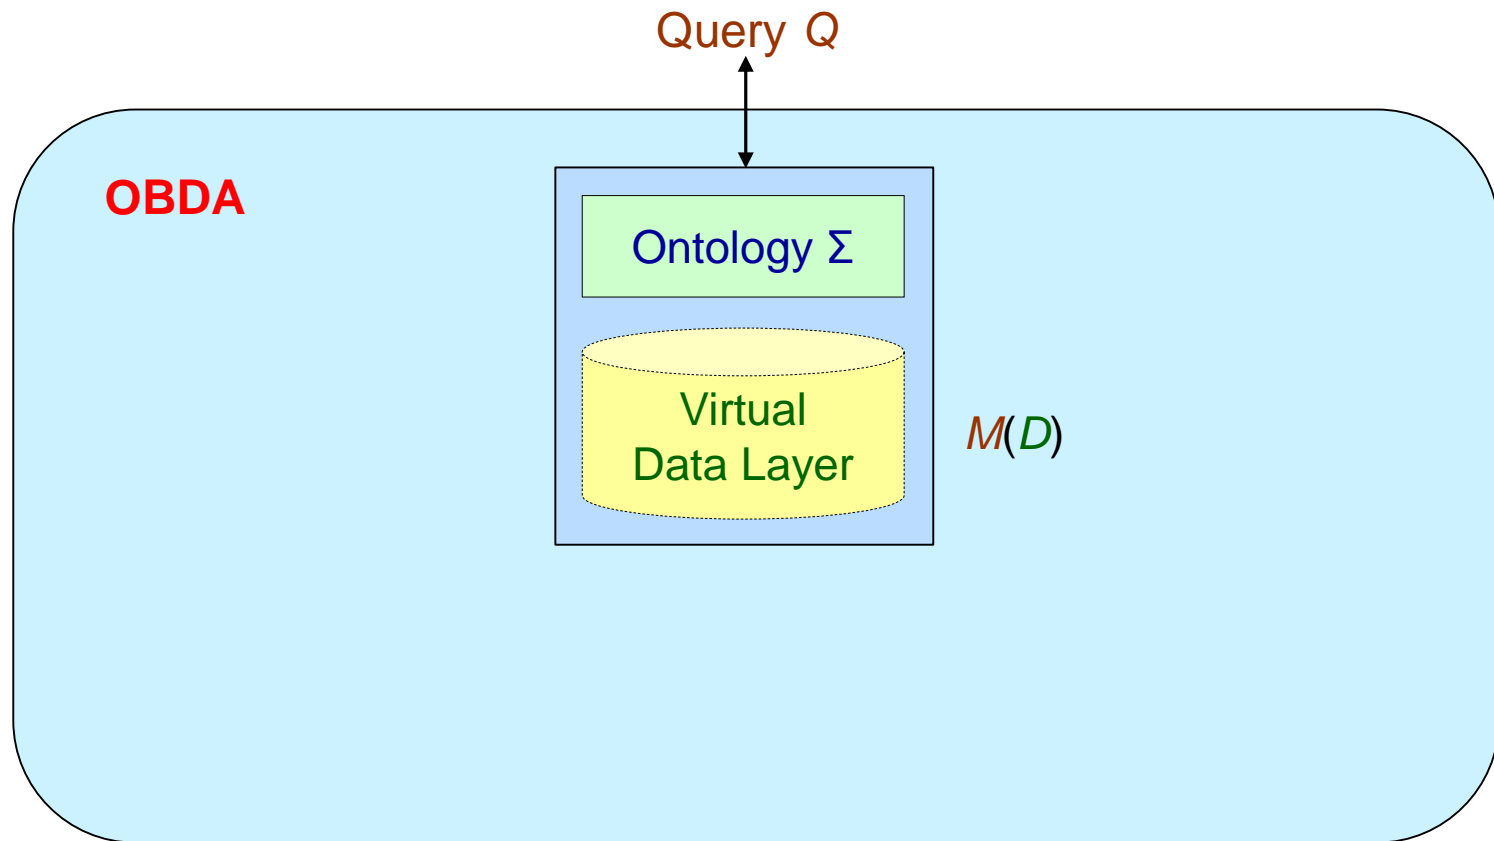 Query Q
OBDA
Ontology Σ
Virtual
Data Layer
M(D)